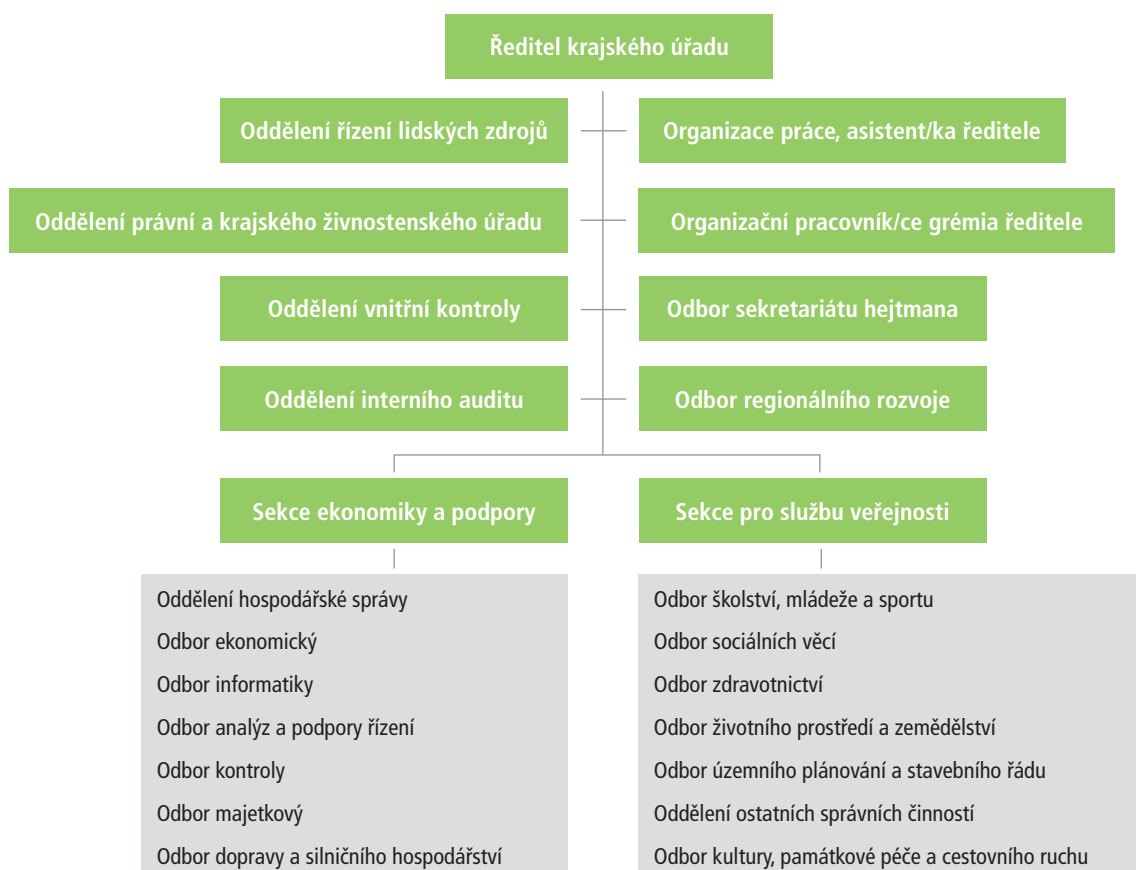 Ředitel krajského úřadu
Oddělení řízení lidských zdrojů
Organizace práce, asistent/ka ředitele
Oddělení právní a krajského živnostenského úřadu
Organizační pracovník/ce grémia ředitele
Oddělení vnitřní kontroly
Odbor sekretariátu hejtmana
Oddělení interního auditu
Odbor regionálního rozvoje
Sekce ekonomiky a podpory
Sekce pro službu veřejnosti
Oddělení hospodářské správy
Odbor ekonomický
Odbor informatiky
Odbor analýz a podpory řízení
Odbor kontroly
Odbor majetkový
Odbor dopravy a silničního hospodářství
Odbor školství, mládeže a sportu
Odbor sociálních věcí
Odbor zdravotnictví
Odbor životního prostředí a zemědělství
Odbor územního plánování a stavebního řádu
Oddělení ostatních správních činností
Odbor kultury, památkové péče a cestovního ruchu